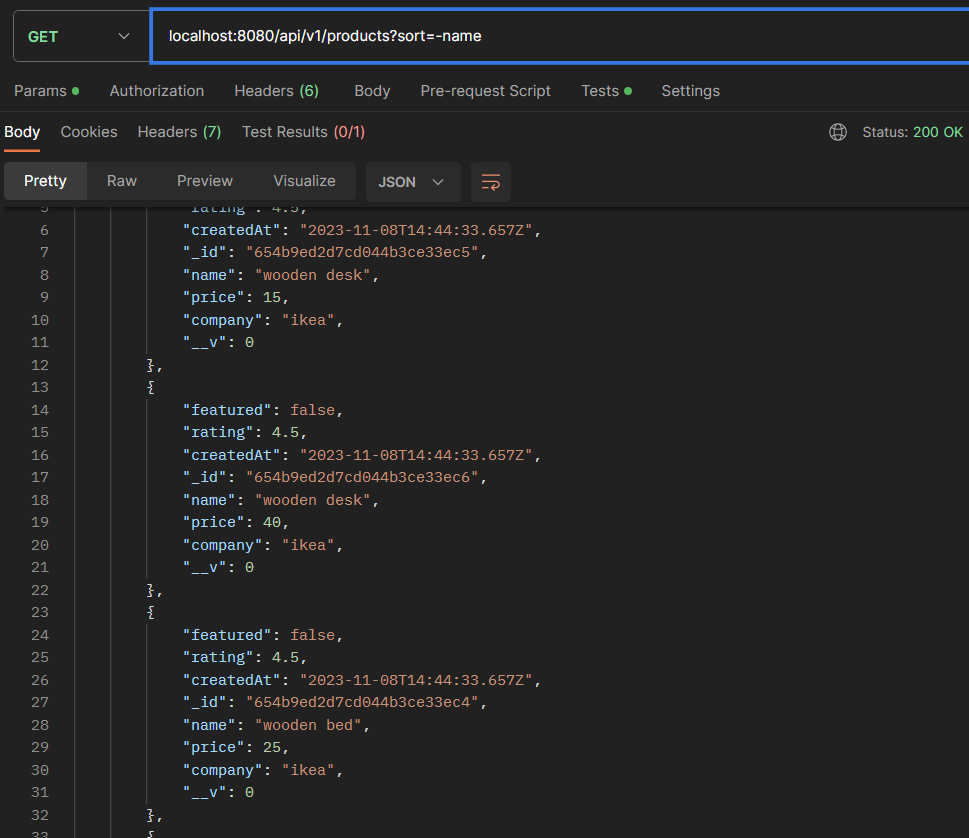 GET localhost:8080/api/v1/products?sort=-name
Params Authorization Headers (6) Body Pre-request Script Tests Settings
Body Cookies Headers (7) Test Results (0/1) Status: 200 OK
Pretty Raw Preview Visualize JSON
5 "rating": 4.5,
6 "createdAt": "2023-11-08T14:44:33.657Z",
7 "_id": "654b9ed2d7cd044b3ce33ec5",
8 "name": "wooden desk",
9 "price": 15,
10 "company": "ikea",
11 "__v": 0
12 },
13 {
14 "featured": false,
15 "rating": 4.5,
16 "createdAt": "2023-11-08T14:44:33.657Z",
17 "_id": "654b9ed2d7cd044b3ce33ec6",
18 "name": "wooden desk",
19 "price": 40,
20 "company": "ikea",
21 "__v": 0
22 },
23 {
24 "featured": false,
25 "rating": 4.5,
26 "createdAt": "2023-11-08T14:44:33.657Z",
27 "_id": "654b9ed2d7cd044b3ce33ec4",
28 "name": "wooden bed",
29 "price": 25,
30 "company": "ikea",
31 "__v": 0
32 },
33 {